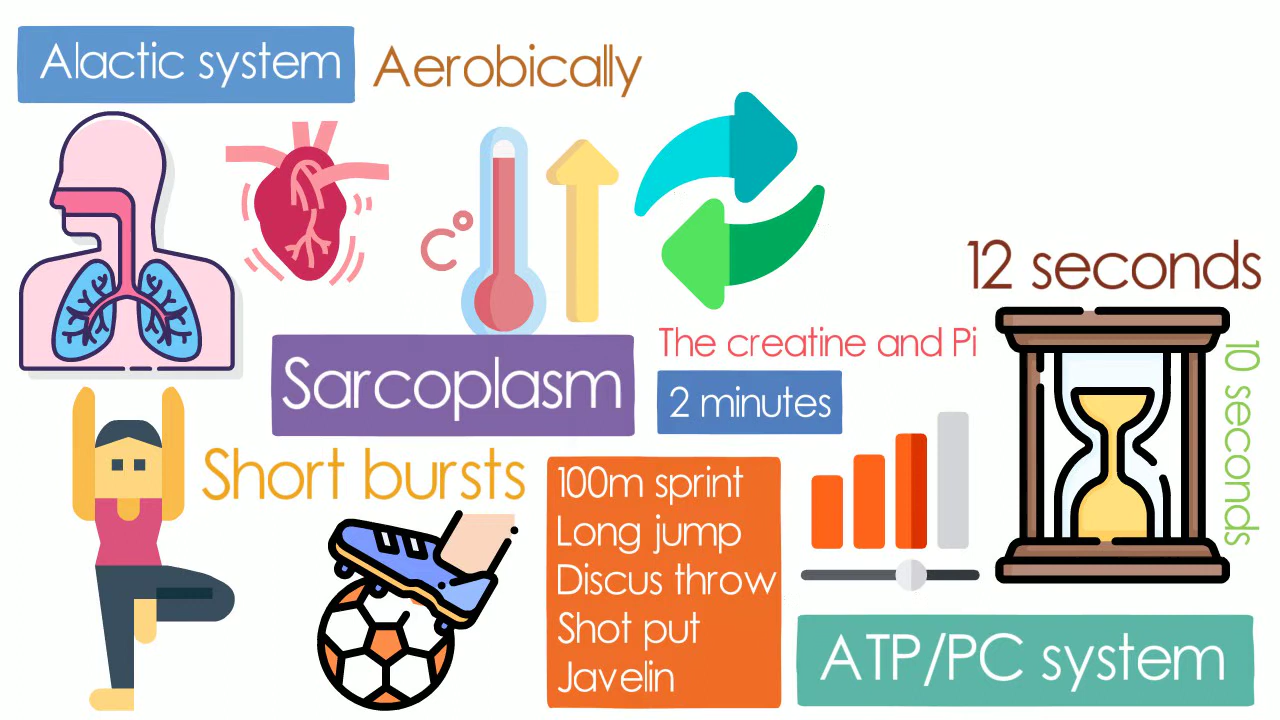 Alactic system
Aerobically
C°
12 seconds
The creatine and Pi
Sarcoplasm
2 minutes
10 seconds
Short bursts
100m sprint
Long jump
Discus throw
Shot put
Javelin
ATP/PC system